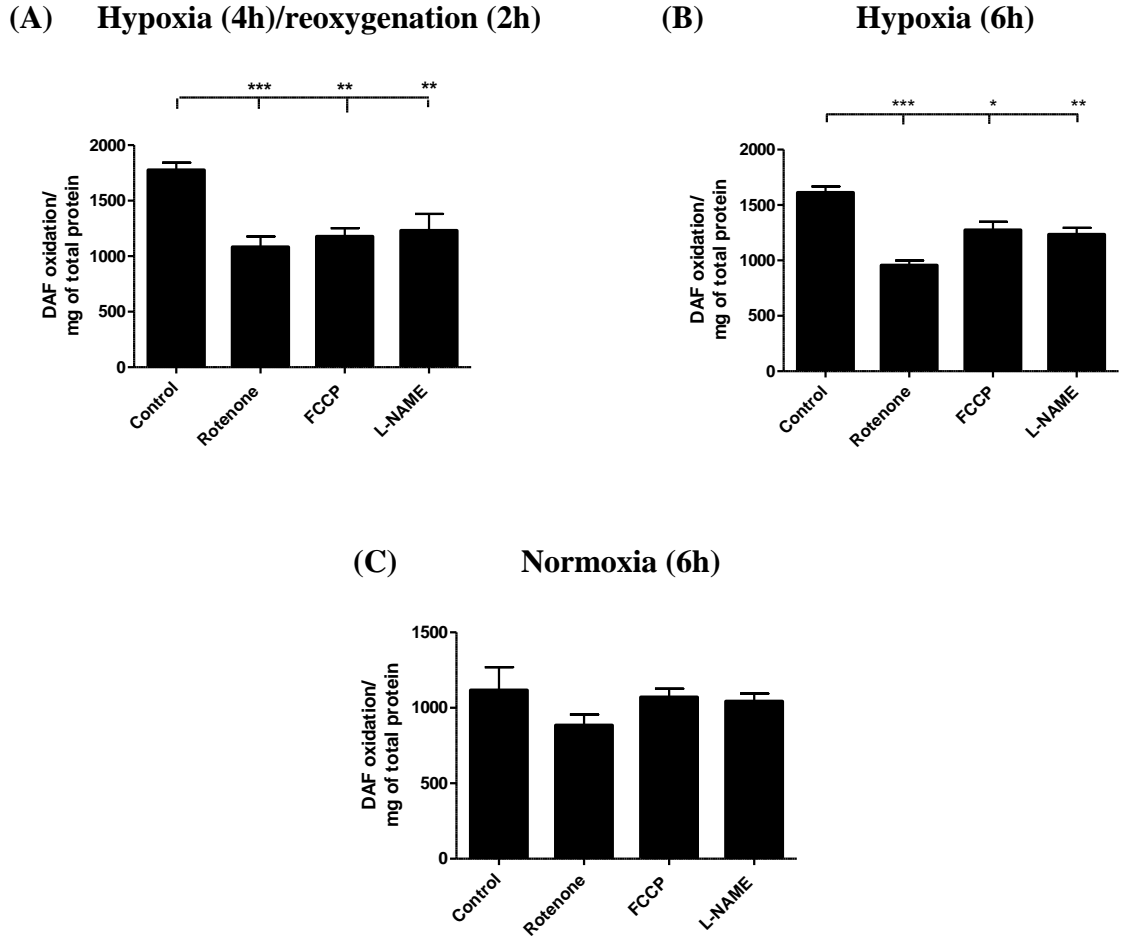 (A) Hypoxia (4h)/reoxygenation (2h)
*** ** **
DAF oxidation/
mg of total protein
2000
1500
1000
500
0
Control
Rotenone
FCCP
L-NAME
(B) Hypoxia (6h)
*** * **
DAF oxidation/
mg of total protein
2000
1500
1000
500
0
Control
Rotenone
FCCP
L-NAME
(C) Normoxia (6h)
DAF oxidation/
mg of total protein
1500
1000
500
0
Control
Rotenone
FCCP
L-NAME